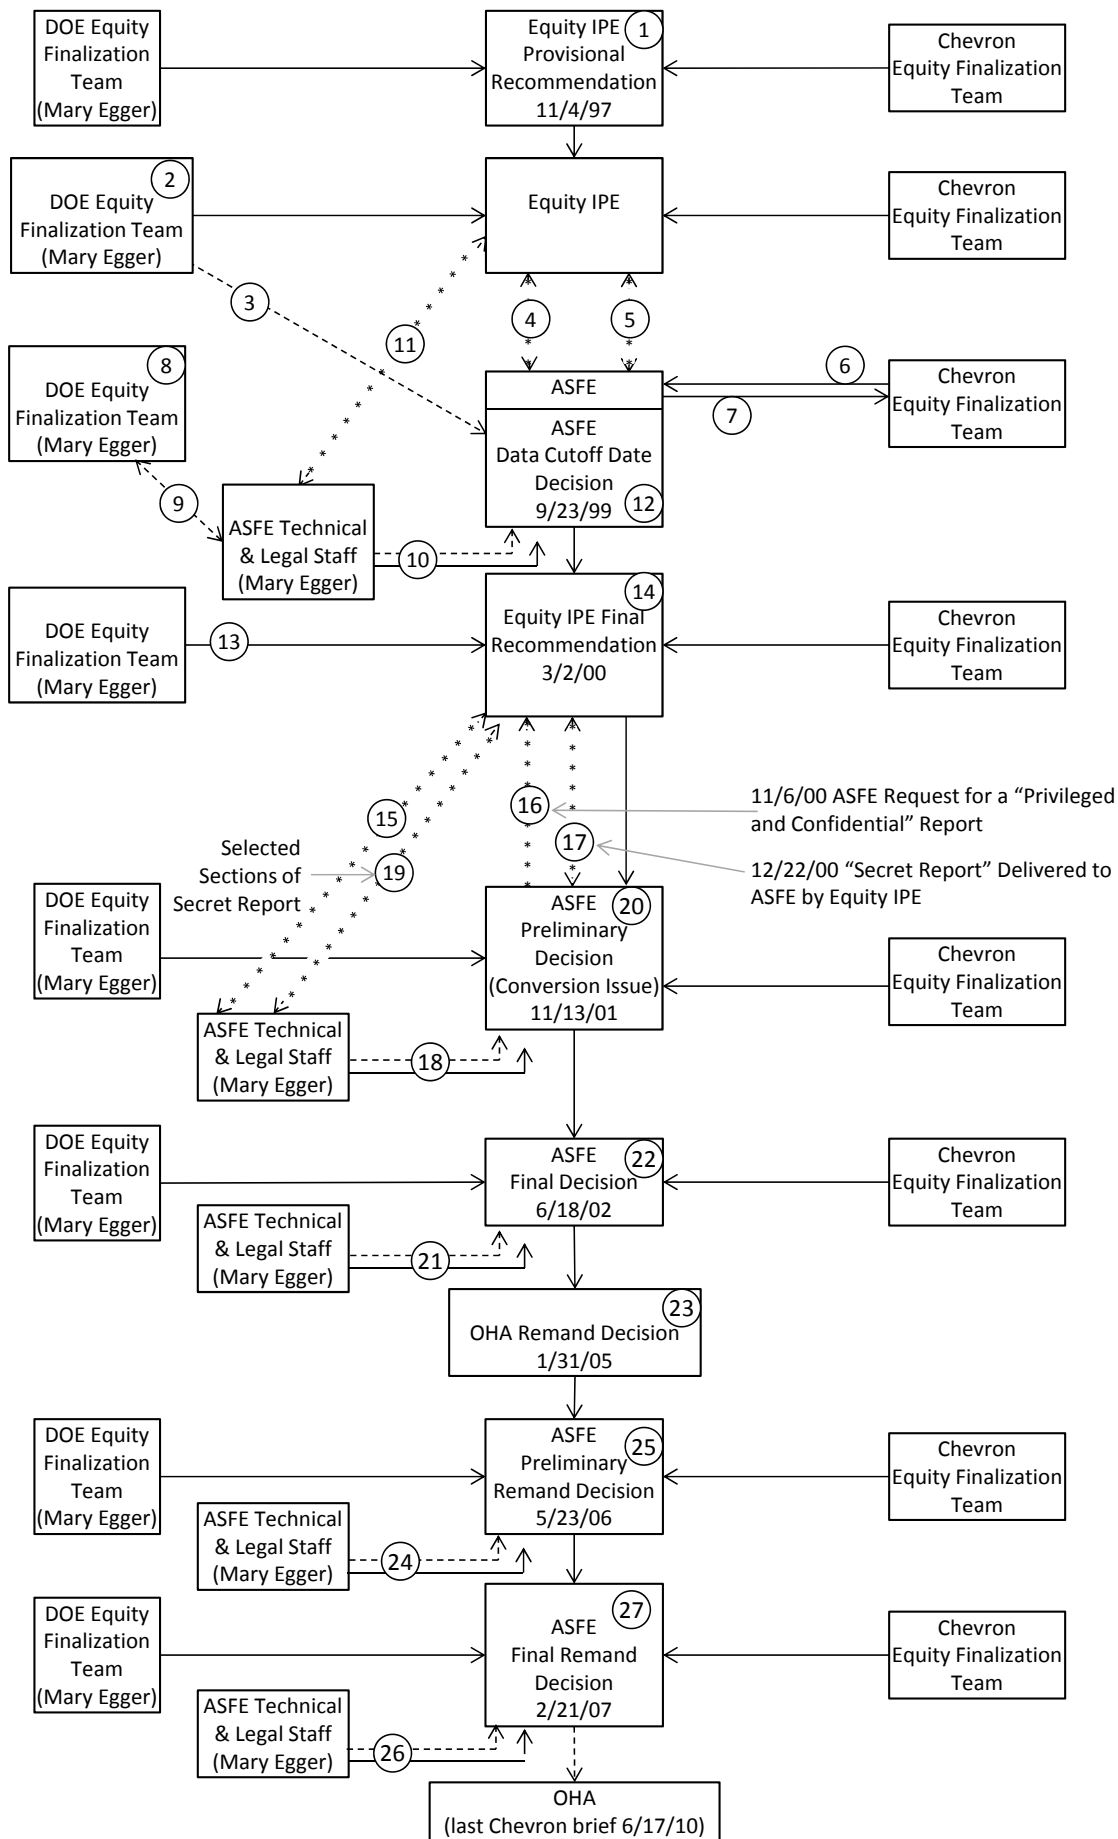 DOE Equity
Finalization
Team
(Mary Egger)
Equity IPE
Provisional
Recommendation
11/4/97
1
Chevron
Equity Finalization
Team
2
DOE Equity
Finalization Team
(Mary Egger)
Equity IPE
Chevron
Equity Finalization
Team
3
4
5
11
8
DOE Equity
Finalization Team
(Mary Egger)
ASFE
ASFE
Data Cutoff Date
Decision
9/23/99
12
6
7
Chevron
Equity Finalization
Team
9
ASFE Technical
& Legal Staff
(Mary Egger)
10
DOE Equity
Finalization Team
(Mary Egger)
13
14
Equity IPE Final
Recommendation
3/2/00
Chevron
Equity Finalization
Team
15
16
17
11/6/00 ASFE Request for a “Privileged
and Confidential” Report
12/22/00 “Secret Report” Delivered to
ASFE by Equity IPE
Selected
Sections of
Secret Report
19
DOE Equity
Finalization
Team
(Mary Egger)
ASFE
Preliminary
Decision
(Conversion Issue)
11/13/01
20
Chevron
Equity Finalization
Team
ASFE Technical
& Legal Staff
(Mary Egger)
18
DOE Equity
Finalization
Team
(Mary Egger)
ASFE
Final Decision
6/18/02
22
Chevron
Equity Finalization
Team
ASFE Technical
& Legal Staff
(Mary Egger)
21
23
OHA Remand Decision
1/31/05
DOE Equity
Finalization
Team
(Mary Egger)
ASFE
Preliminary
Remand Decision
5/23/06
25
Chevron
Equity Finalization
Team
ASFE Technical
& Legal Staff
(Mary Egger)
24
DOE Equity
Finalization
Team
(Mary Egger)
27
ASFE
Final Remand
Decision
2/21/07
Chevron
Equity Finalization
Team
ASFE Technical
& Legal Staff
(Mary Egger)
26
OHA
(last Chevron brief 6/17/10)